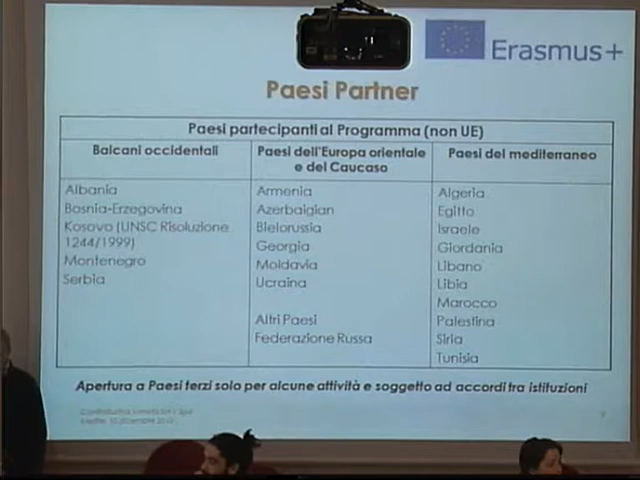 Erasmus+
Paesi Partner
Paesi partecipanti al Programma (non UE)
Balcani occidentali
Albania
Bosnia-Erzegovina
Kosovo (UNSC Risoluzione
1244/1999)
Montenegro
Serbia
Paesi dell'Europa orientale
e del Caucaso
Armenia
Azerbaigian
Bielorussia
Georgia
Moldavia
Ucraina
Altri Paesi
Federazione Russa
Paesi del mediterraneo
Algeria
Egitto
Israele
Giordania
Libano
Libia
Marocco
Palestina
Siria
Tunisia
Apertura a Paesi terzi solo per alcune attività e soggetto ad accordi tra istituzioni